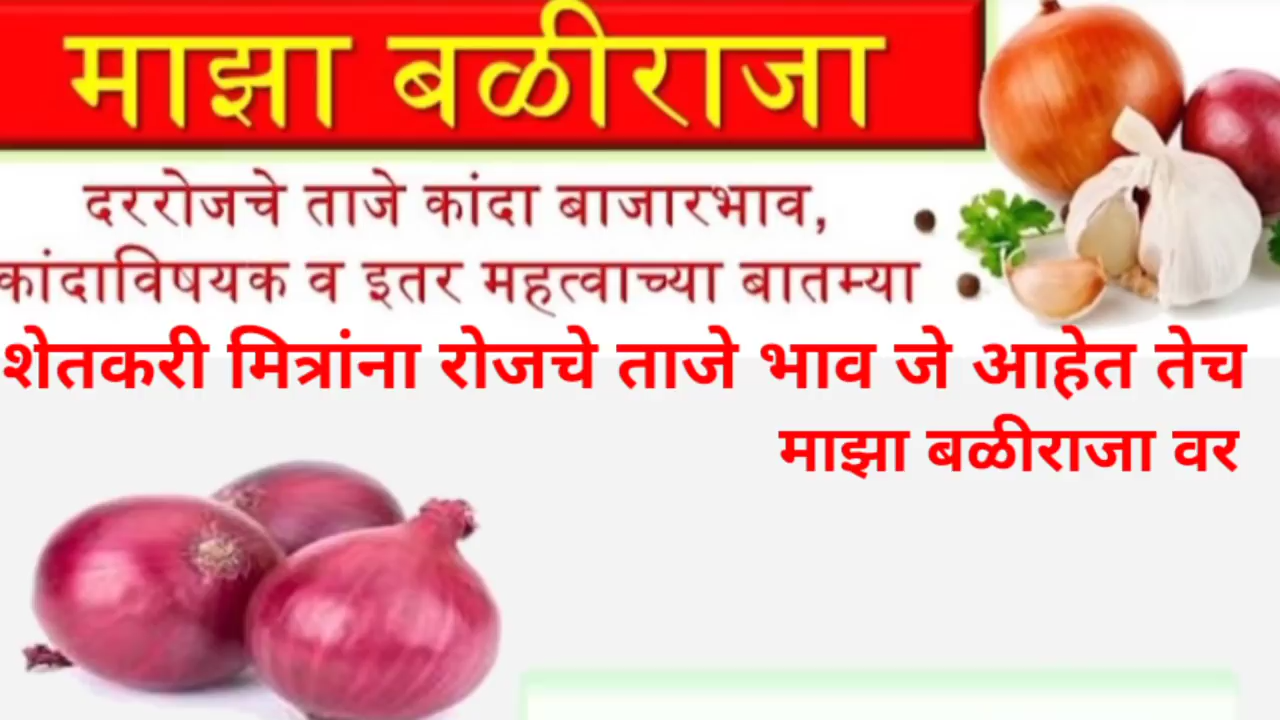 माझा बळीराजा
दररोजचे ताजे कांदा बाजारभाव,
कांदाविषयक व इतर महत्वाच्या बातम्या
शेतकरी मित्रांना रोजचे ताजे भाव जे आहेत तेच
माझा बळीराजा वर